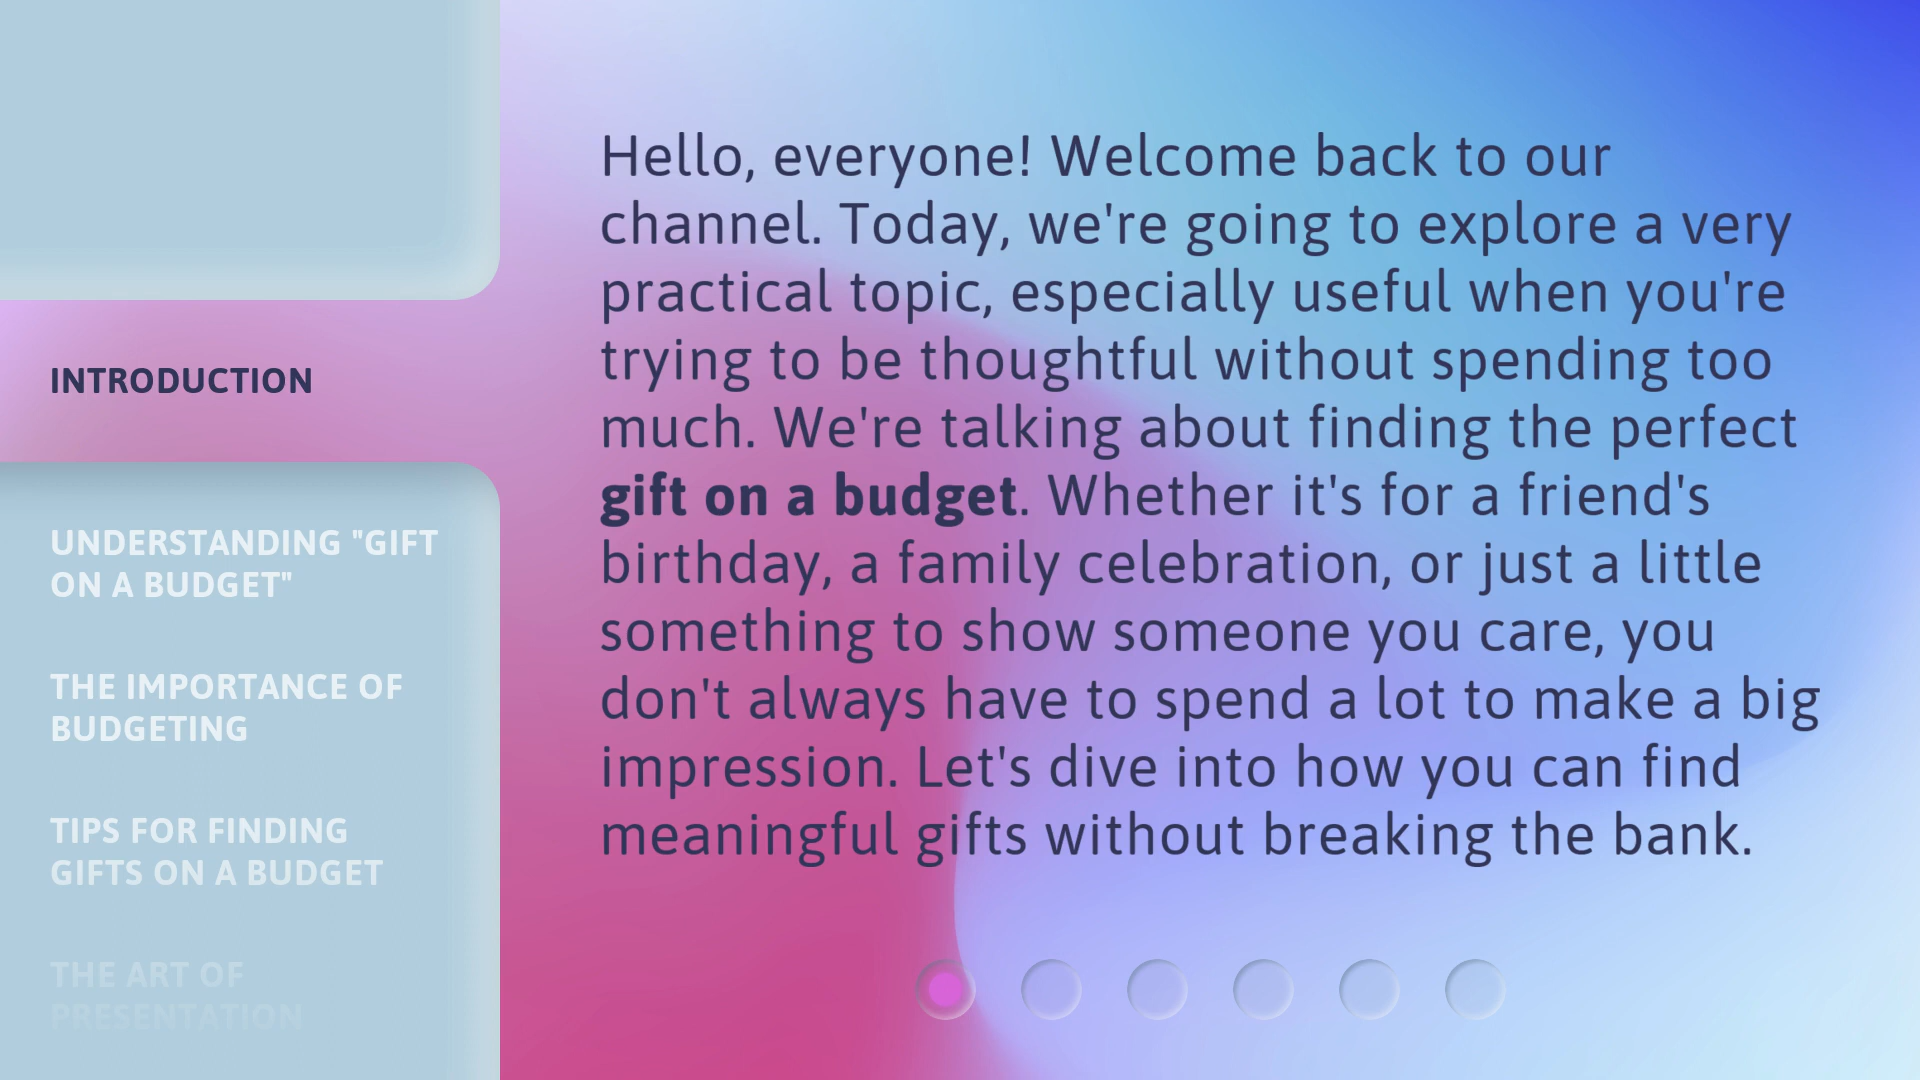 INTRODUCTION
UNDERSTANDING "GIFT
ON A BUDGET"
THE IMPORTANCE OF
BUDGETING
TIPS FOR FINDING
GIFTS ON A BUDGET
THE ART OF
PRESENTATION
Hello, everyone! Welcome back to our
channel. Today, we're going to explore a very
practical topic, especially useful when you're
trying to be thoughtful without spending too
much. We're talking about finding the perfect
gift on a budget. Whether it's for a friend's
birthday, a family celebration, or just a little
something to show someone you care, you
don't always have to spend a lot to make a big
impression. Let's dive into how you can find
meaningful gifts without breaking the bank.